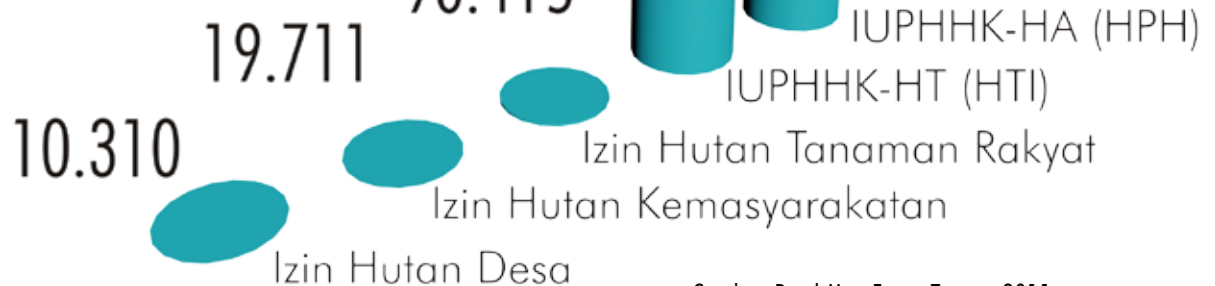 19.711
IUPHHK-HA (HPH)
IUPHHK-HT (HTI)
10.310
Izin Hutan Tanaman Rakyat
Izin Hutan Kemasyarakatan
Izin Hutan Desa